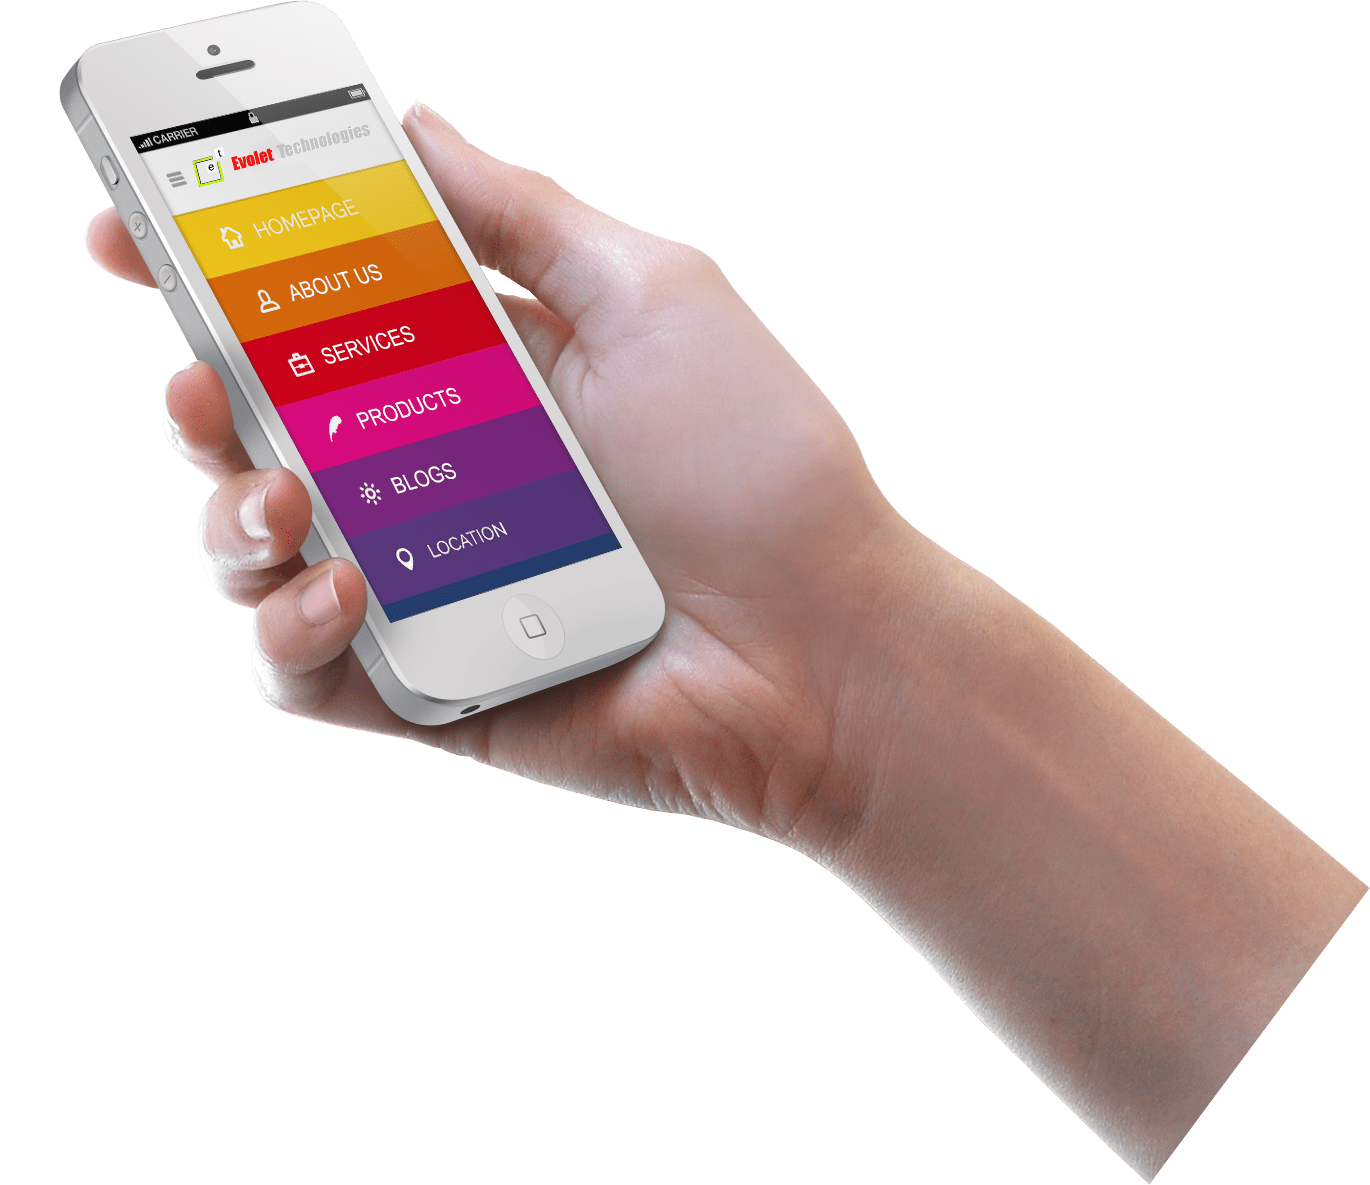 CARRIER
e t Evolet Technologies
HOMEPAGE
ABOUT US
SERVICES
PRODUCTS
BLOGS
LOCATION